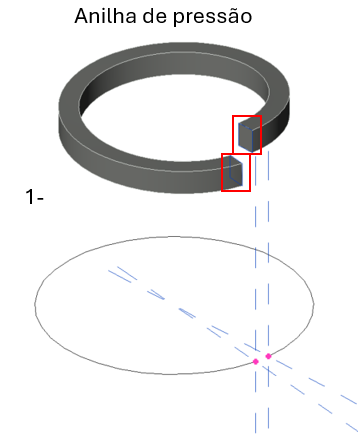 Anilha de pressão
1-